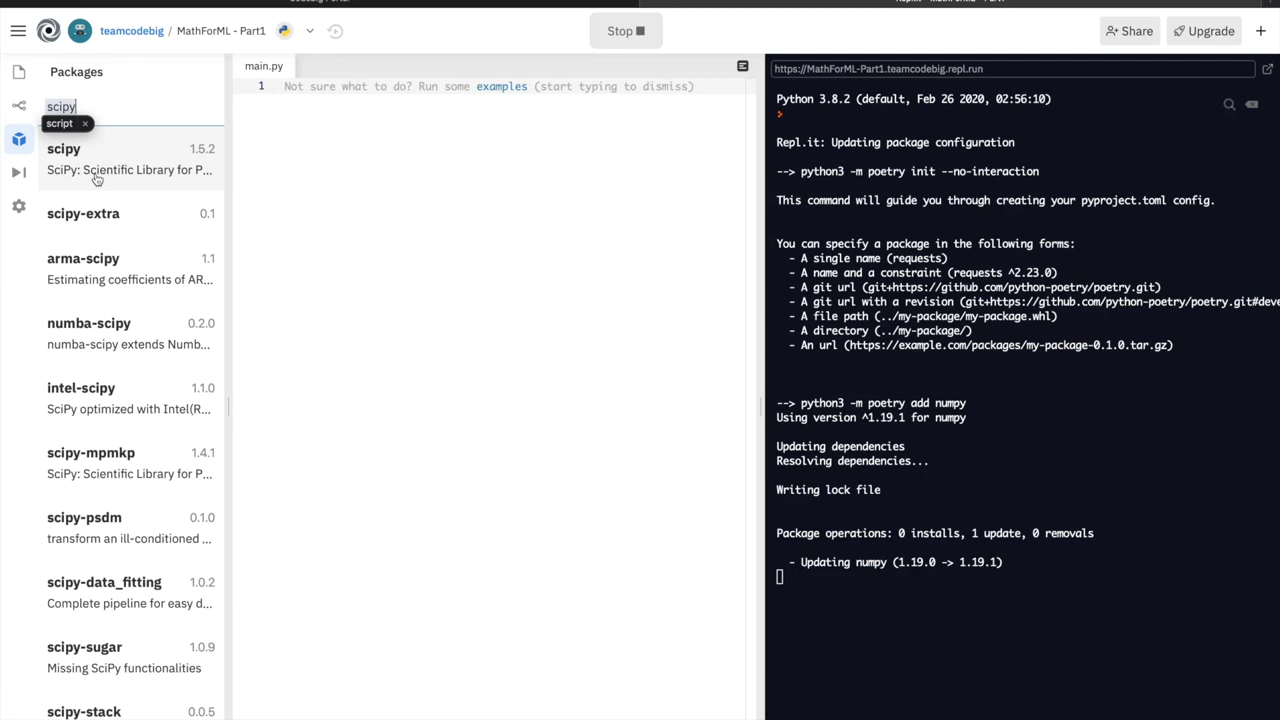 teamcodebig / MathForML - Part1
Stop
Share
Upgrade
Packages
scipy
script ×
scipy 1.5.2
SciPy: Scientific Library for P...
scipy-extra 0.1
arma-scipy 1.1
Estimating coefficients of AR...
numba-scipy 0.2.0
numba-scipy extends Numb...
intel-scipy 1.1.0
SciPy optimized with Intel(R...
scipy-mpmkp 1.4.1
SciPy: Scientific Library for P...
scipy-psdm 0.1.0
transform an ill-conditioned ...
scipy-data_fitting 1.0.2
Complete pipeline for easy d...
scipy-sugar 1.0.9
Missing SciPy functionalities
scipy-stack 0.0.5
main.py
1 Not sure what to do? Run some examples (start typing to dismiss)
https://MathForML-Part1.teamcodebig.repl.run
Python 3.8.2 (default, Feb 26 2020, 02:56:10)
Repl.it: Updating package configuration
--> python3 -m poetry init --no-interaction
This command will guide you through creating your pyproject.toml config.
You can specify a package in the following forms:
- A single name (requests)
- A name and a constraint (requests ^2.23.0)
- A git url (git+https://github.com/python-poetry/poetry.git)
- A git url with a revision (git+https://github.com/python-poetry/poetry.git#deve
- A file path (../my-package/my-package.whl)
- A directory (../my-package/)
- An url (https://example.com/packages/my-package-0.1.0.tar.gz)
--> python3 -m poetry add numpy
Using version ^1.19.1 for numpy
Updating dependencies
Resolving dependencies...
Writing lock file
Package operations: 0 installs, 1 update, 0 removals
- Updating numpy (1.19.0 -> 1.19.1)